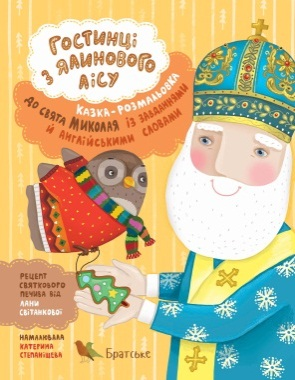 Гостинці
з ялинового
лісу
казка-розмальовка
до свята Миколая із завданнями
й англійськими словами
Рецепт
святкового
печива від
Лани
Світанкової
Намалювала
Катерина
Степаніщева
Братське